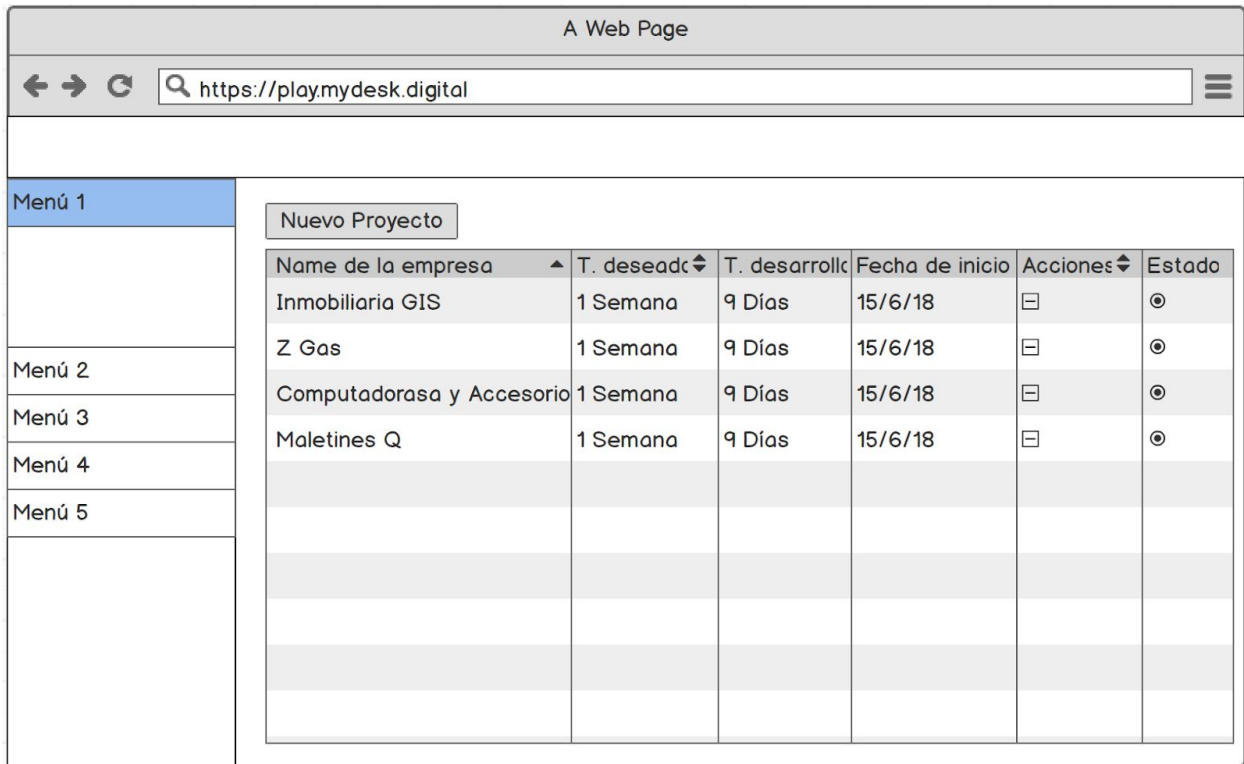 A Web Page
https://play.mydesk.digital
Menú 1
Menú 2
Menú 3
Menú 4
Menú 5
Nuevo Proyecto
Name de la empresa T. deseado T. desarrollo Fecha de inicio Acciones Estado
Inmobiliaria GIS 1 Semana 9 Días 15/6/18
Z Gas 1 Semana 9 Días 15/6/18
Computadorasa y Accesorio 1 Semana 9 Días 15/6/18
Maletines Q 1 Semana 9 Días 15/6/18